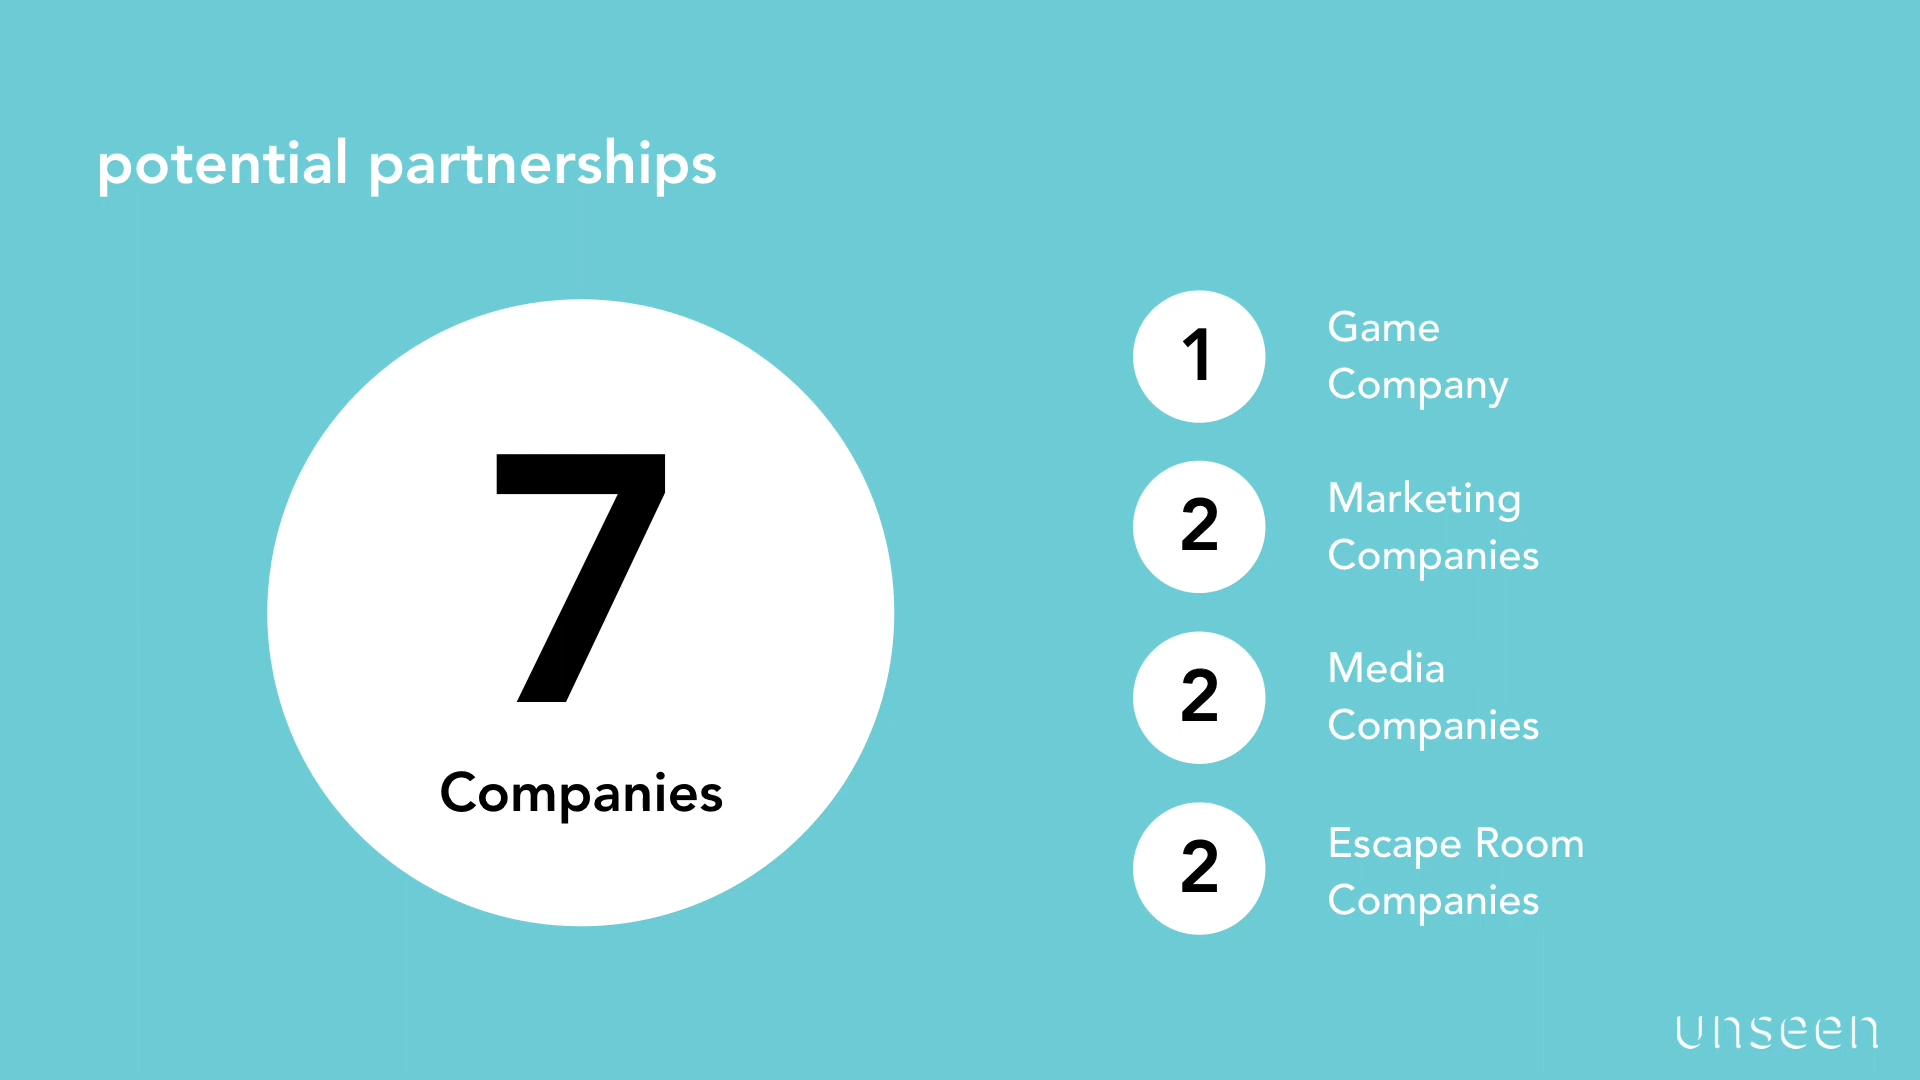 potential partnerships
7
Companies
1
Game
Company
2
Marketing
Companies
2
Media
Companies
2
Escape Room
Companies
unseen